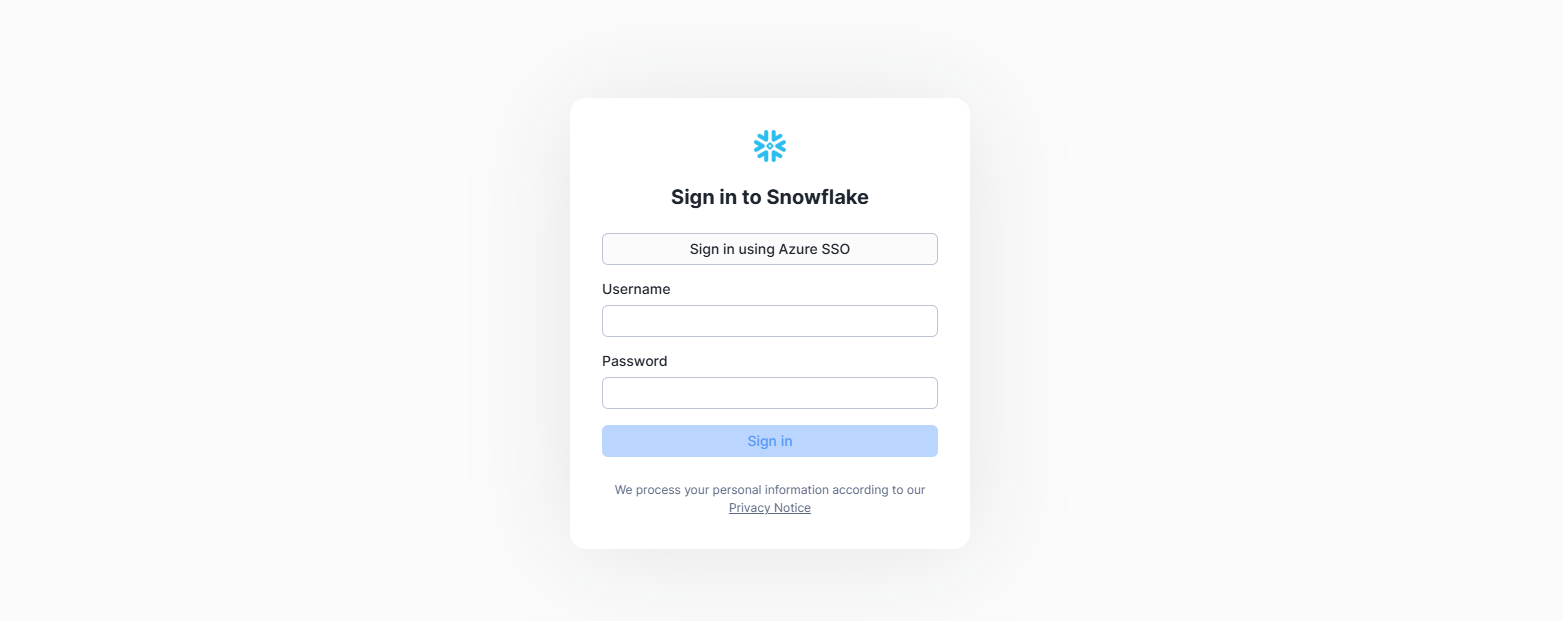 Sign in to Snowflake
Sign in using Azure SSO
Username
Password
Sign in
We process your personal information according to our
Privacy Notice